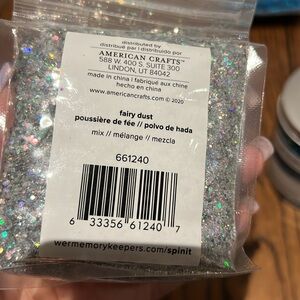 distributed by
distribué par | distribuido por
AMERICAN CRAFTS™
588 W. 400 S. SUITE 300
LINDON, UT 84042
made in china | fabriqué aux chine
hecho en china
www.americancrafts.com © 2020
fairy dust
poussière de fée // polvo de hada
mix // mélange // mezcla
661240
6 33356 61240 7
wermemorykeepers.com/spinit